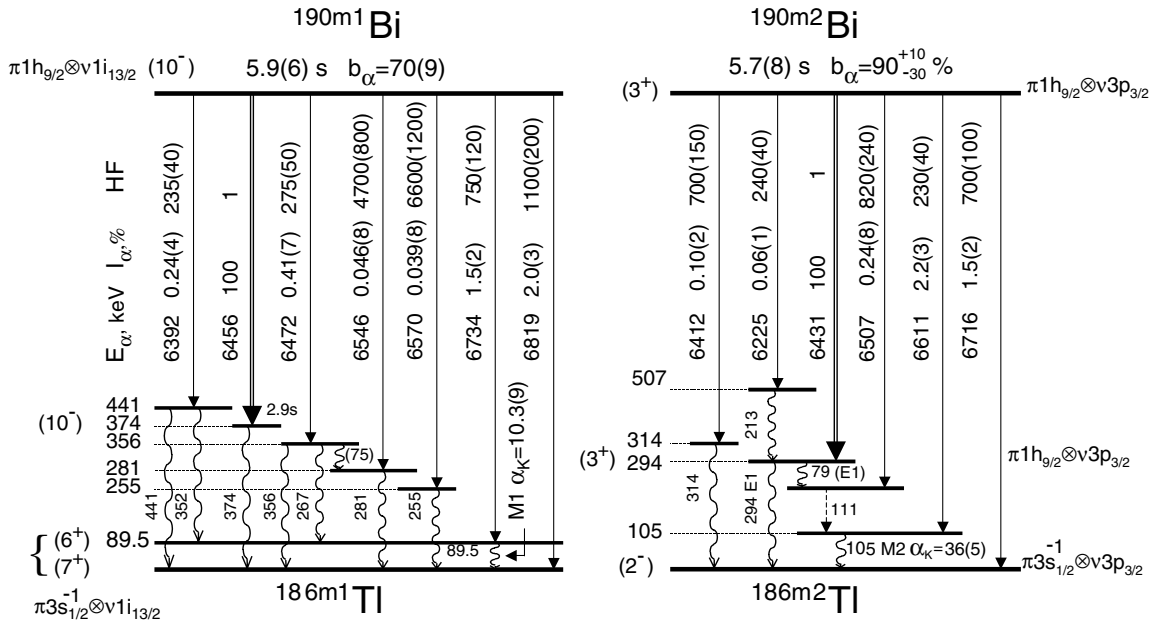 190m1Bi
190m2Bi
π1h9/2⊗ν1i13/2 (10-) 5.9(6) s bα=70(9)
5.7(8) s bα=90+10-30 %
(3+) π1h9/2⊗ν3p3/2
HF 235(40) 1 275(50) 4700(800) 6600(1200) 750(120) 1100(200)
Iα,% 0.24(4) 100 0.41(7) 0.046(8) 0.039(8) 1.5(2) 2.0(3)
Eα, keV 6392 6456 6472 6546 6570 6734 6819
700(150) 240(40) 1 820(240) 230(40) 700(100)
0.10(2) 0.06(1) 100 0.24(8) 2.2(3) 1.5(2)
6412 6225 6431 6507 6611 6716
441
(10-) 374 2.9s
356 (75)
281
255
441 352 374 356 267 281 255
M1 αK=10.3(9)
{ (6+) 89.5 89.5
(7+)
π3s-11/2⊗ν1i13/2
186m1Tl
507
213
314
(3+) 294 79 (E1) π1h9/2⊗ν3p3/2
314 294 E1 111
105 105 M2 αK=36(5)
(2-) π3s-11/2⊗ν3p3/2
186m2Tl